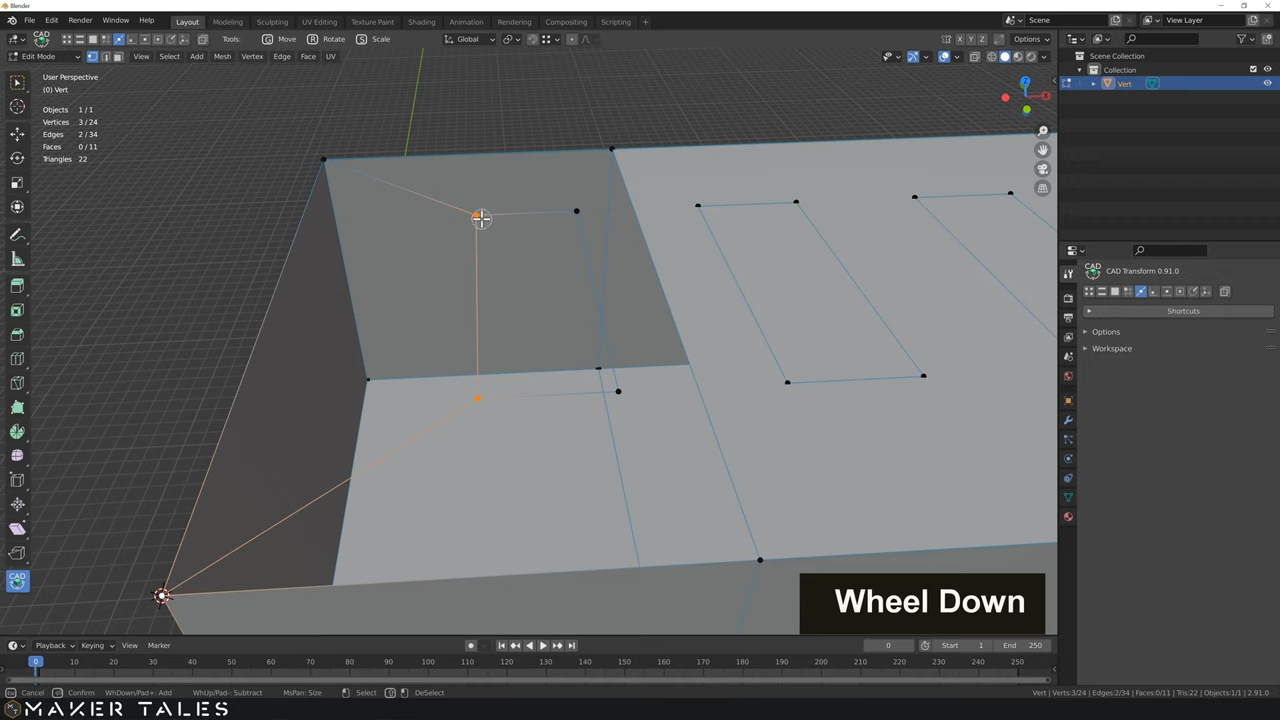 Blender
File Edit Render Window Help Layout Modeling Sculpting UV Editing Texture Paint Shading Animation Rendering Compositing Scripting + Scene View Layer
CAD Tools: G Move R Rotate S Scale Global X Y Z Options
Edit Mode View Select Add Mesh Vertex Edge Face UV
User Perspective
(0) Vert
Objects 1 / 1
Vertices 3 / 24
Edges 2 / 34
Faces 0 / 11
Triangles 22
Z
X
Scene Collection
Collection
Vert
CAD CAD Transform 0.91.0
Shortcuts
Options
Workspace
CAD
Wheel Down
Playback Keying View Marker 0 Start 1 End 250
0 10 20 30 40 50 60 70 80 90 100 110 120 130 140 150 160 170 180 190 200 210 220 230 240 250
Cancel Confirm WhDown/Pad+: Add WhUp/Pad-: Subtract MsPan: Size Select DeSelect Vert | Verts:3/24 | Edges:2/34 | Faces:0/11 | Tris:22 | Objects:1/1 | 2.91.0
MAKER TALES